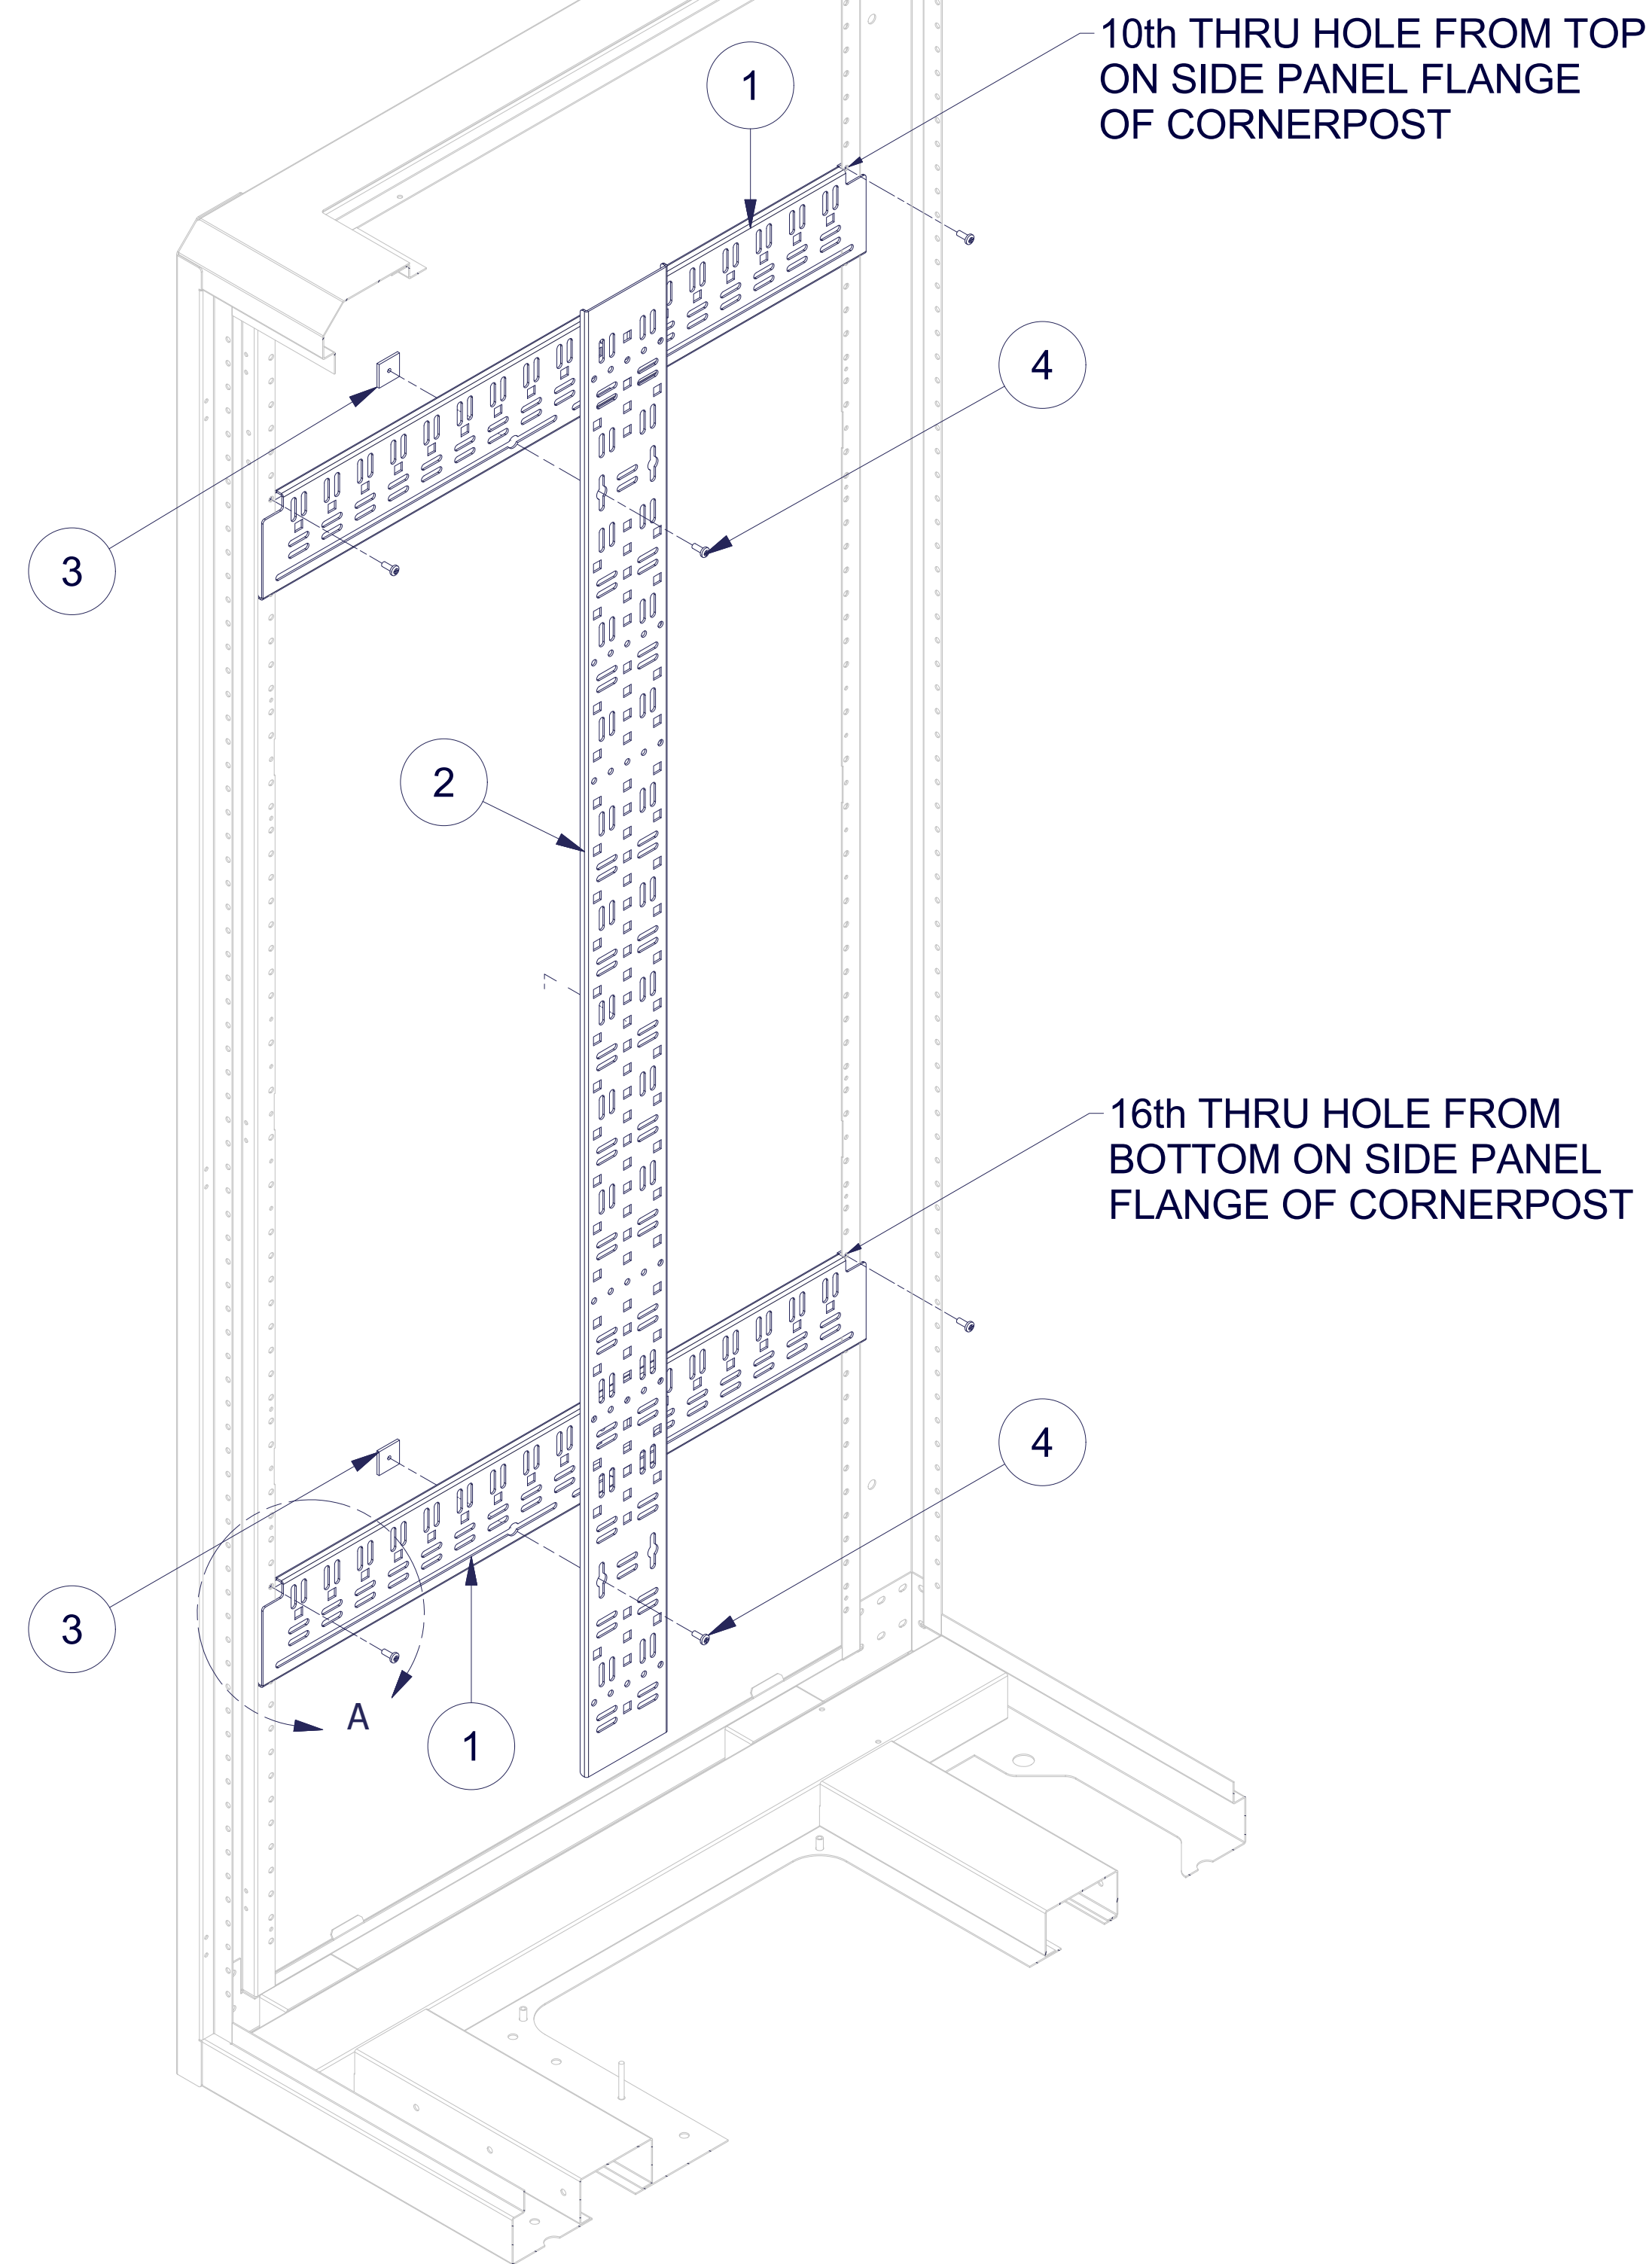 10th THRU HOLE FROM TOP
ON SIDE PANEL FLANGE
OF CORNERPOST
1
4
3
2
16th THRU HOLE FROM
BOTTOM ON SIDE PANEL
FLANGE OF CORNERPOST
4
3
A
1